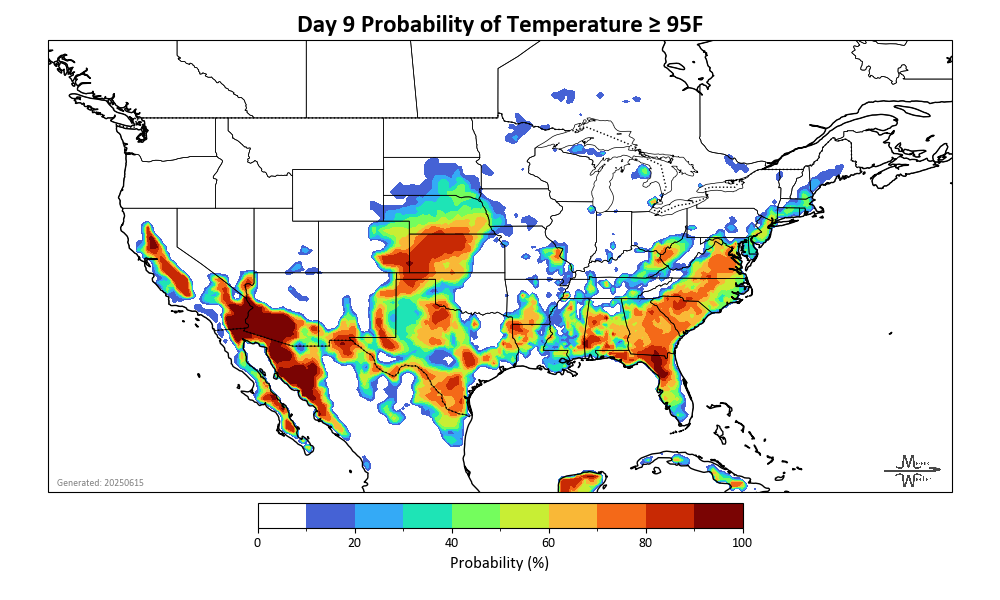 Day 9 Probability of Temperature ≥ 95F
Generated: 20250615
0 20 40 60 80 100
Probability (%)